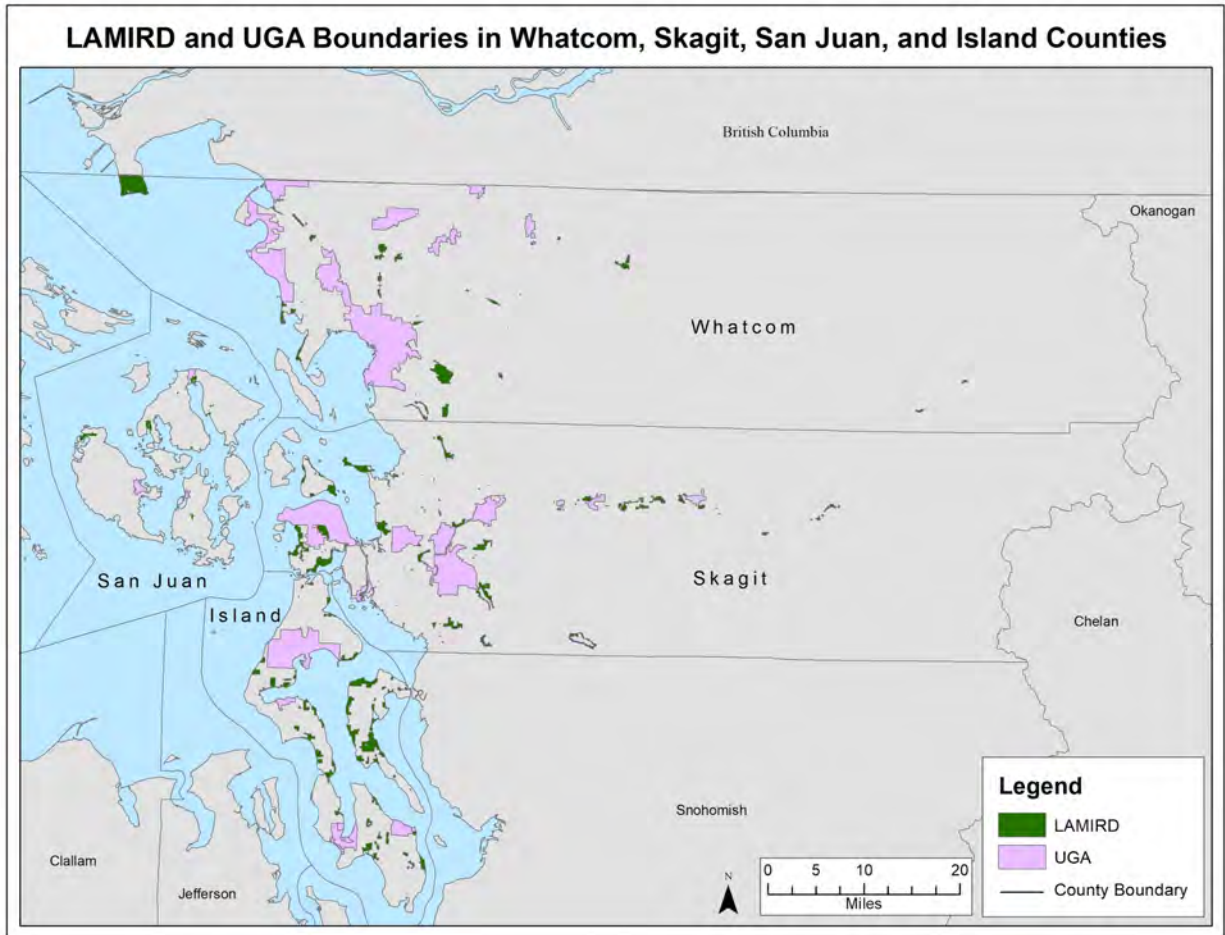 LAMIRD and UGA Boundaries in Whatcom, Skagit, San Juan, and Island Counties
British Columbia
Okanogan
Whatcom
San Juan
Skagit
Island
Chelan
Snohomish
Clallam
Jefferson
N
0 5 10 20
Miles
Legend
LAMIRD
UGA
County Boundary